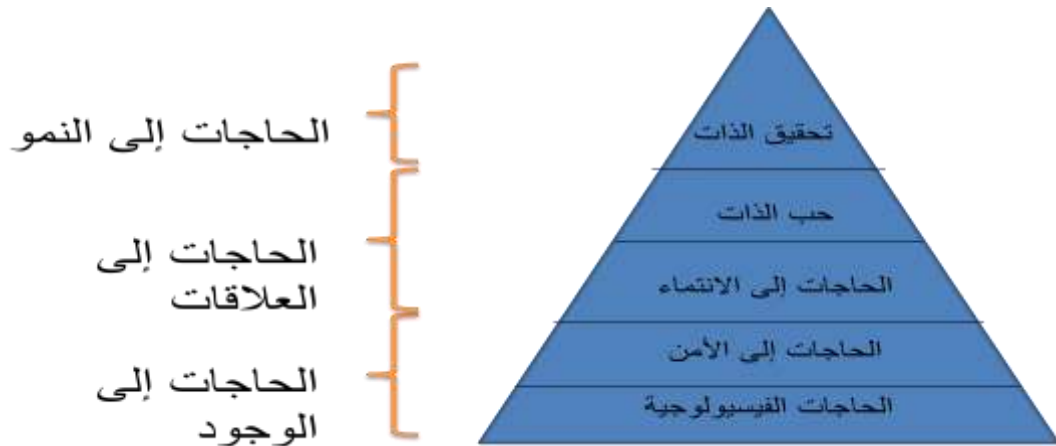 تحقيق الذات
حب الذات
الحاجات إلى الانتماء
الحاجات إلى الأمن
الحاجات الفيسيولوجية
الحاجات إلى النمو
الحاجات إلى
العلاقات
الحاجات إلى
الوجود